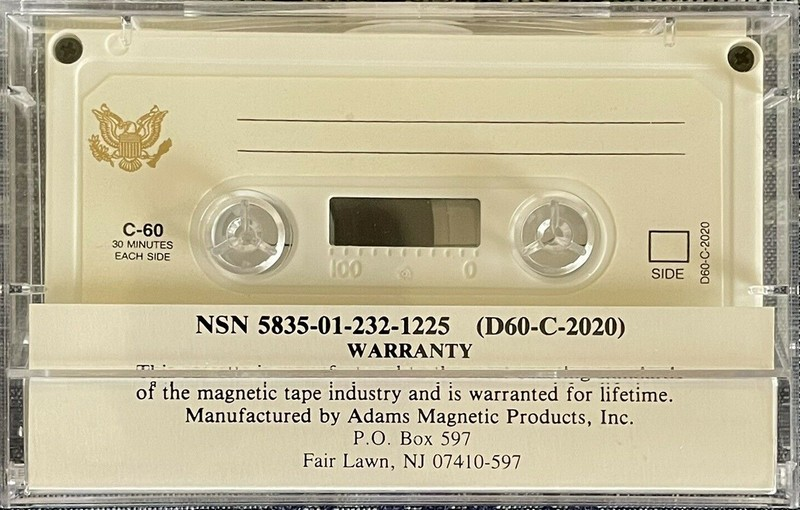 C-60
30 MINUTES
EACH SIDE
100 0
SIDE
D60-C-2020
NSN 5835-01-232-1225 (D60-C-2020)
WARRANTY
of the magnetic tape industry and is warranted for lifetime.
Manufactured by Adams Magnetic Products, Inc.
P.O. Box 597
Fair Lawn, NJ 07410-597